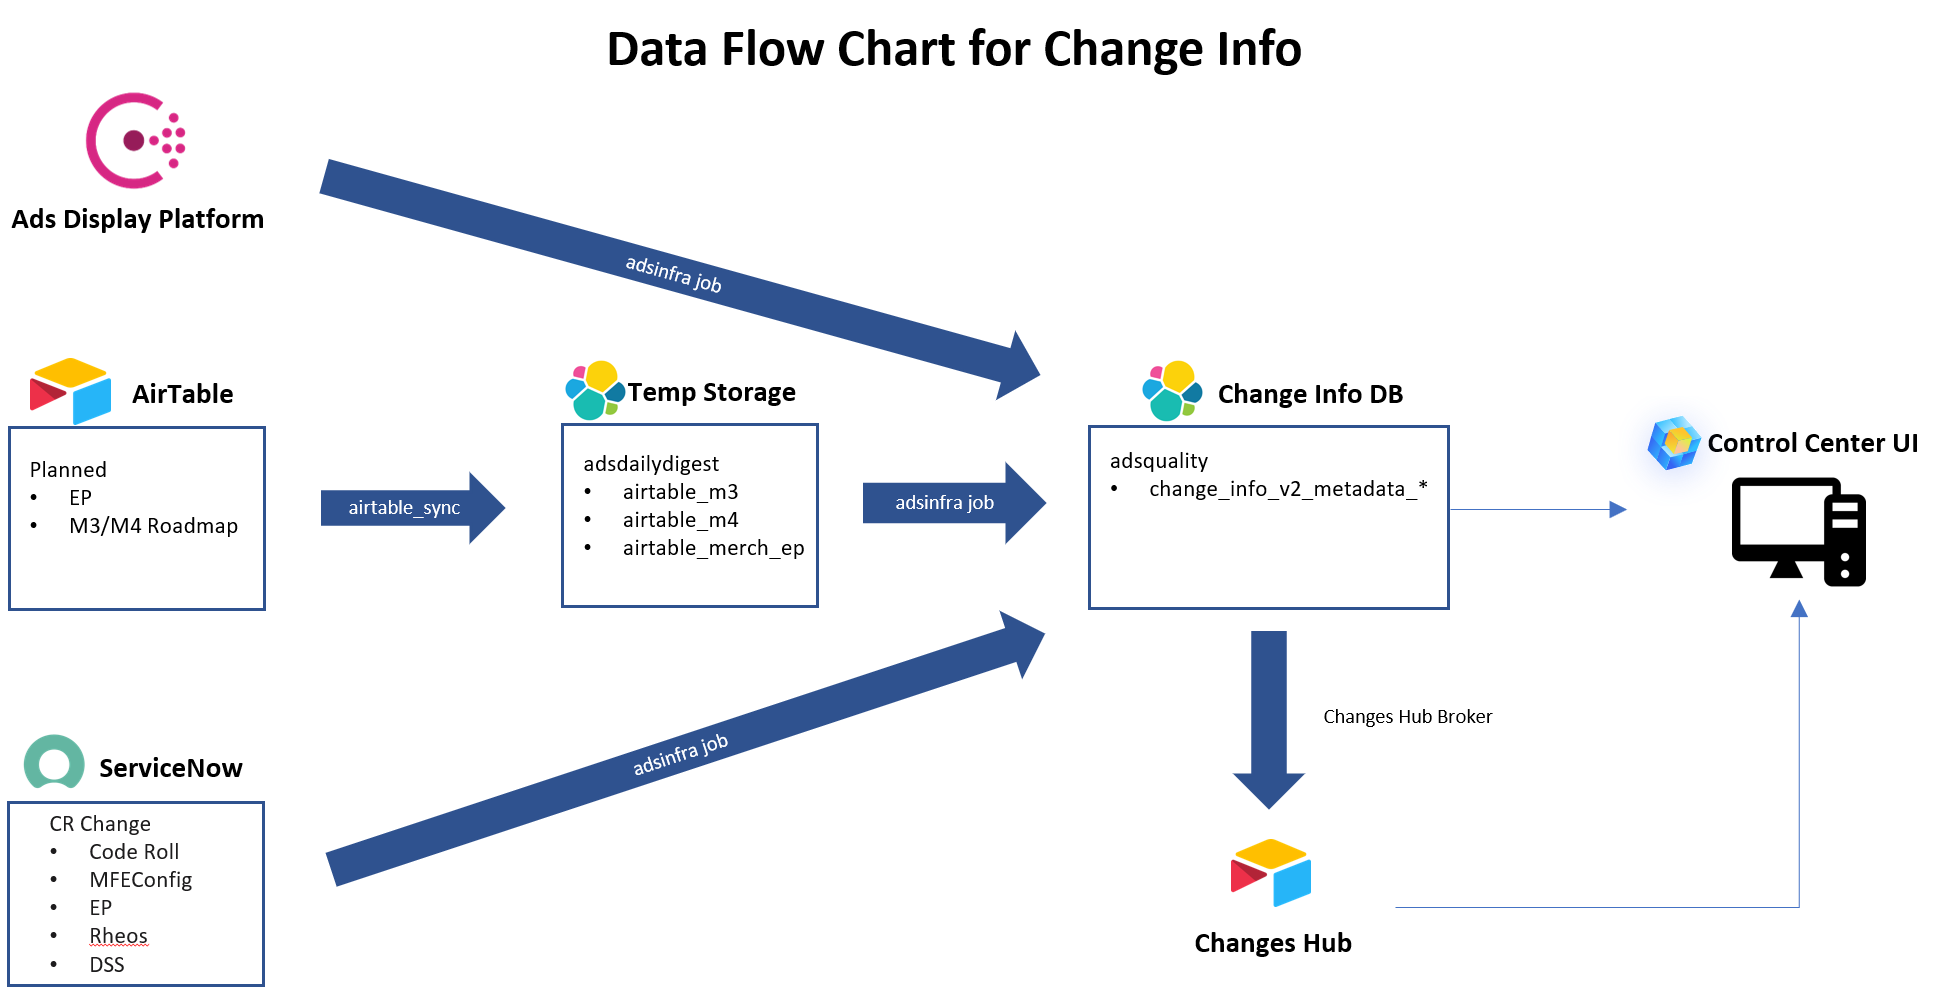 Data Flow Chart for Change Info
Ads Display Platform
adsinfra job
AirTable
Planned
• EP
• M3/M4 Roadmap
airtable_sync
Temp Storage
adsdailydigest
• airtable_m3
• airtable_m4
• airtable_merch_ep
adsinfra job
Change Info DB
adsquality
• change_info_v2_metadata_*
Control Center UI
ServiceNow
CR Change
• Code Roll
• MFEConfig
• EP
• Rheos
• DSS
adsinfra job
Changes Hub Broker
Changes Hub